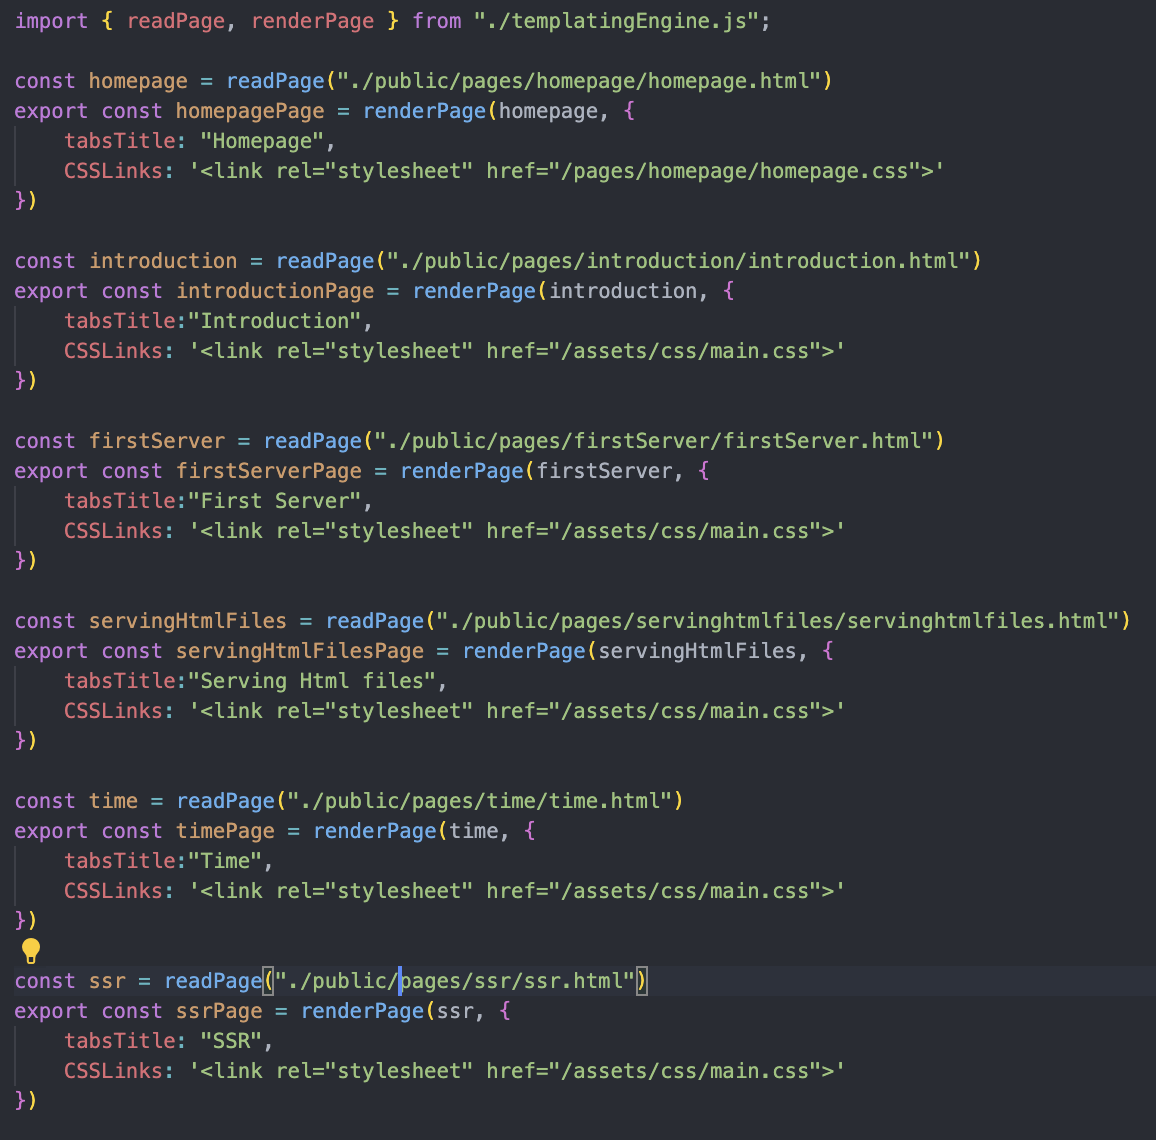 import { readPage, renderPage } from "./templatingEngine.js";
const homepage = readPage("./public/pages/homepage/homepage.html")
export const homepagePage = renderPage(homepage, {
    tabsTitle: "Homepage",
    CSSLinks: '<link rel="stylesheet" href="/pages/homepage/homepage.css">'
})
const introduction = readPage("./public/pages/introduction/introduction.html")
export const introductionPage = renderPage(introduction, {
    tabsTitle:"Introduction",
    CSSLinks: '<link rel="stylesheet" href="/assets/css/main.css">'
})
const firstServer = readPage("./public/pages/firstServer/firstServer.html")
export const firstServerPage = renderPage(firstServer, {
    tabsTitle:"First Server",
    CSSLinks: '<link rel="stylesheet" href="/assets/css/main.css">'
})
const servingHtmlFiles = readPage("./public/pages/servinghtmlfiles/servinghtmlfiles.html")
export const servingHtmlFilesPage = renderPage(servingHtmlFiles, {
    tabsTitle:"Serving Html files",
    CSSLinks: '<link rel="stylesheet" href="/assets/css/main.css">'
})
const time = readPage("./public/pages/time/time.html")
export const timePage = renderPage(time, {
    tabsTitle:"Time",
    CSSLinks: '<link rel="stylesheet" href="/assets/css/main.css">'
})
const ssr = readPage("./public/pages/ssr/ssr.html")
export const ssrPage = renderPage(ssr, {
    tabsTitle: "SSR",
    CSSLinks: '<link rel="stylesheet" href="/assets/css/main.css">'
})